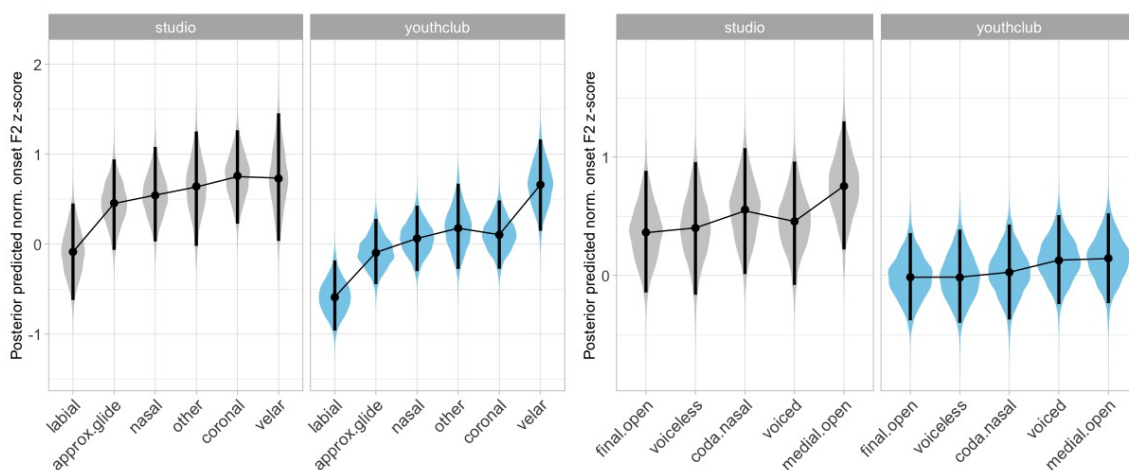 studio
youthclub
Posterior predicted norm. onset F2 z-score
2
1
0
-1
labial
approx.glide
nasal
other
coronal
velar
labial
approx.glide
nasal
other
coronal
velar
studio
youthclub
Posterior predicted norm. onset F2 z-score
1
0
final.open
voiceless
coda.nasal
voiced
medial.open
final.open
voiceless
coda.nasal
voiced
medial.open